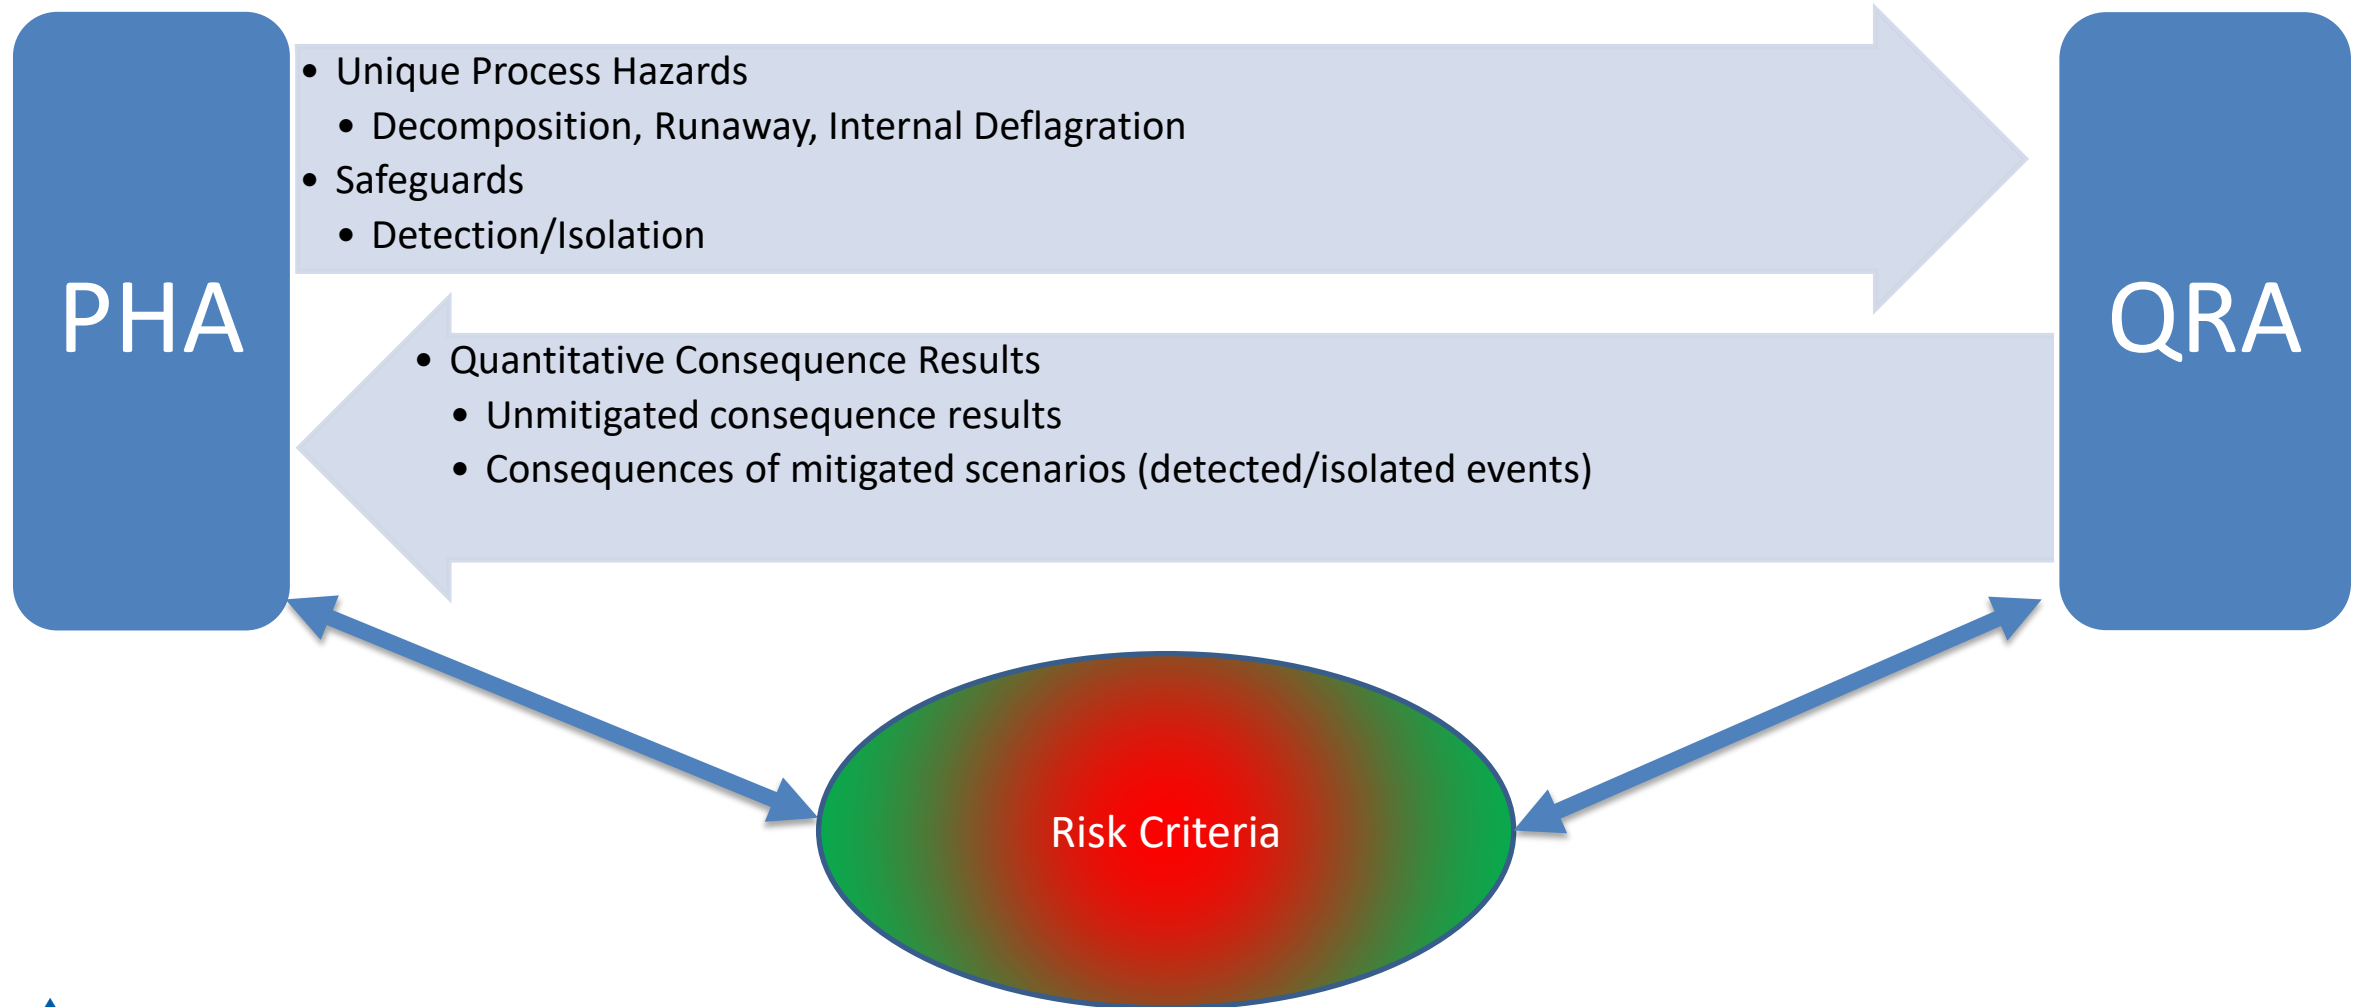 PHA
• Unique Process Hazards
• Decomposition, Runaway, Internal Deflagration
• Safeguards
• Detection/Isolation
QRA
• Quantitative Consequence Results
• Unmitigated consequence results
• Consequences of mitigated scenarios (detected/isolated events)
Risk Criteria